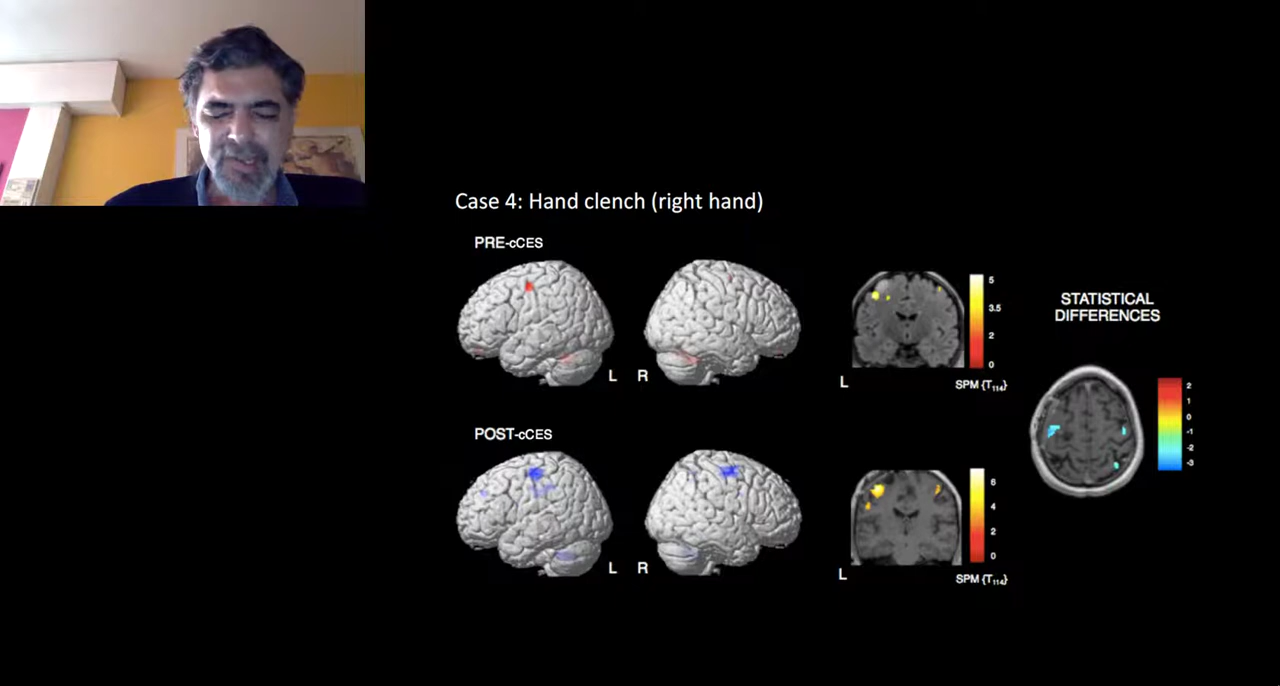 Case 4: Hand clench (right hand)
PRE-cCES
L R
5
3.5
2
0
L
SPM {T114}
STATISTICAL
DIFFERENCES
2
1
0
-1
-2
-3
POST-cCES
L R
6
4
2
0
L
SPM {T114}